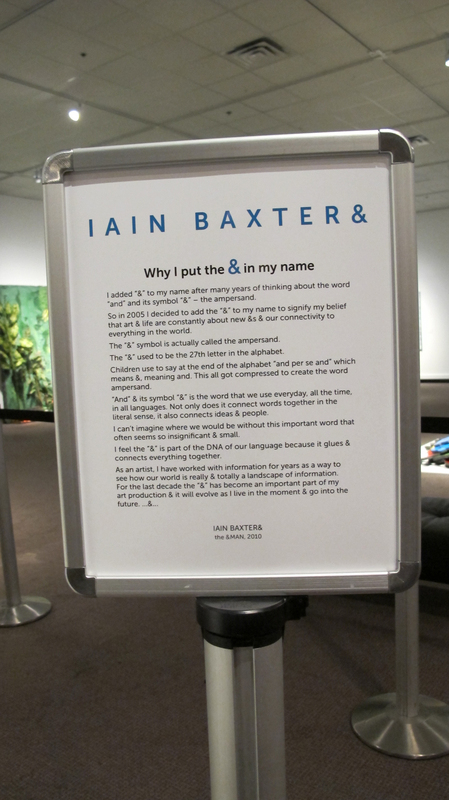 IAIN BAXTER&
Why I put the & in my name
I added "&" to my name after many years of thinking about the word
"and" and its symbol "&" – the ampersand.
So in 2005 I decided to add the "&" to my name to signify my belief
that art & life are constantly about new &s & our connectivity to
everything in the world.
The "&" symbol is actually called the ampersand.
The "&" used to be the 27th letter in the alphabet.
Children use to say at the end of the alphabet "and per se and" which
means &, meaning and. This all got compressed to create the word
ampersand.
"And" & its symbol "&" is the word that we use everyday, all the time,
in all languages. Not only does it connect words together in the
literal sense, it also connects ideas & people.
I can't imagine where we would be without this important word that
often seems so insignificant & small.
I feel the "&" is part of the DNA of our language because it glues &
connects everything together.
As an artist, I have worked with information for years as a way to
see how our world is really & totally a landscape of information.
For the last decade the "&" has become an important part of my
art production & it will evolve as I live in the moment & go into the
future. ...&...
IAIN BAXTER&
the &MAN, 2010